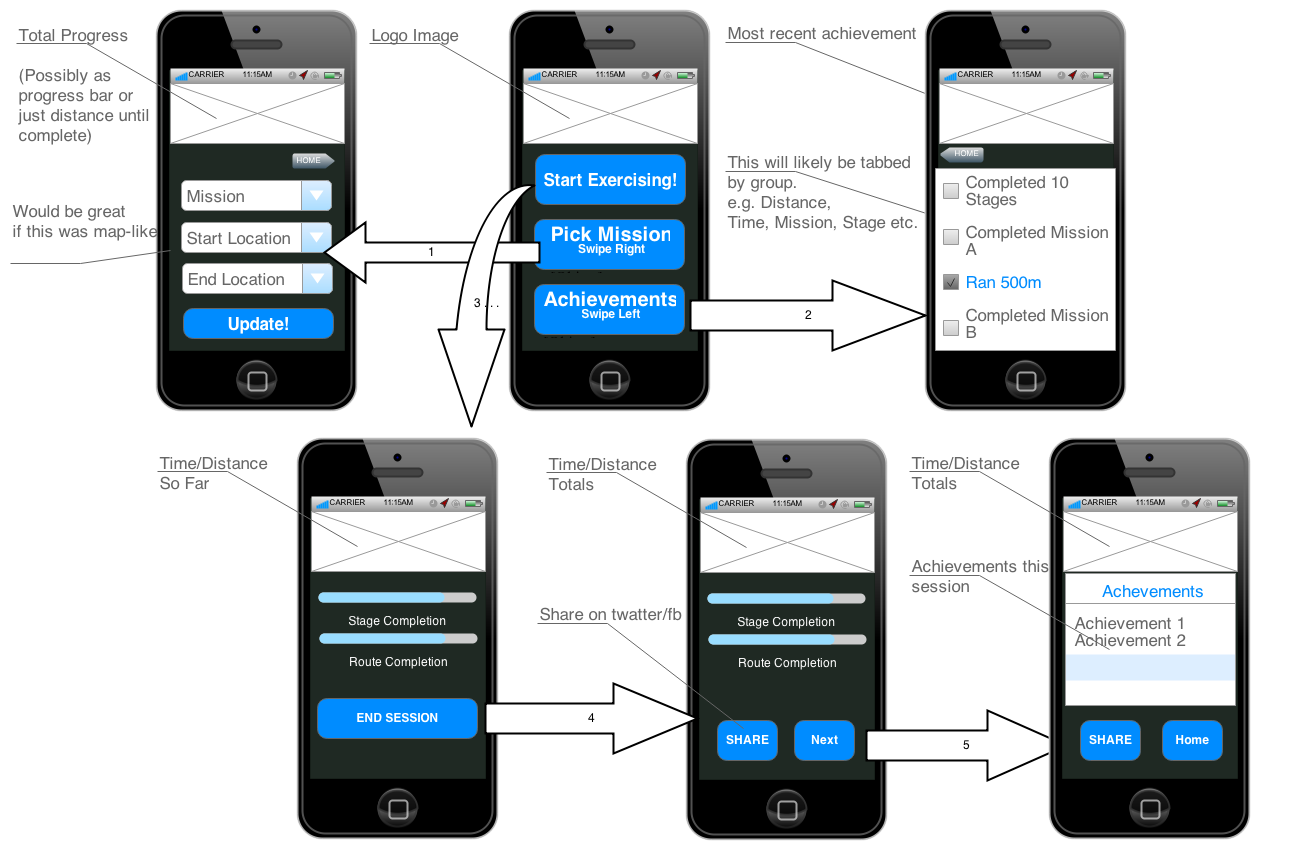 Total Progress
(Possibly as
progress bar or
just distance until
complete)
Would be great
if this was map-like
CARRIER 11:15AM
HOME
Mission
Start Location
End Location
Update!
1
Logo Image
CARRIER 11:15AM
Start Exercising!
Pick Mission
Swipe Right
Achievements
Swipe Left
3 . . .
2
Most recent achievement
This will likely be tabbed
by group.
e.g. Distance,
Time, Mission, Stage etc.
CARRIER 11:15AM
HOME
Completed 10
Stages
Completed Mission
A
Ran 500m
Completed Mission
B
Time/Distance
So Far
CARRIER 11:15AM
Stage Completion
Route Completion
END SESSION
4
Time/Distance
Totals
Share on twatter/fb
CARRIER 11:15AM
Stage Completion
Route Completion
SHARE
Next
5
Time/Distance
Totals
Achievements this
session
CARRIER 11:15AM
Achevements
Achievement 1
Achievement 2
SHARE
Home